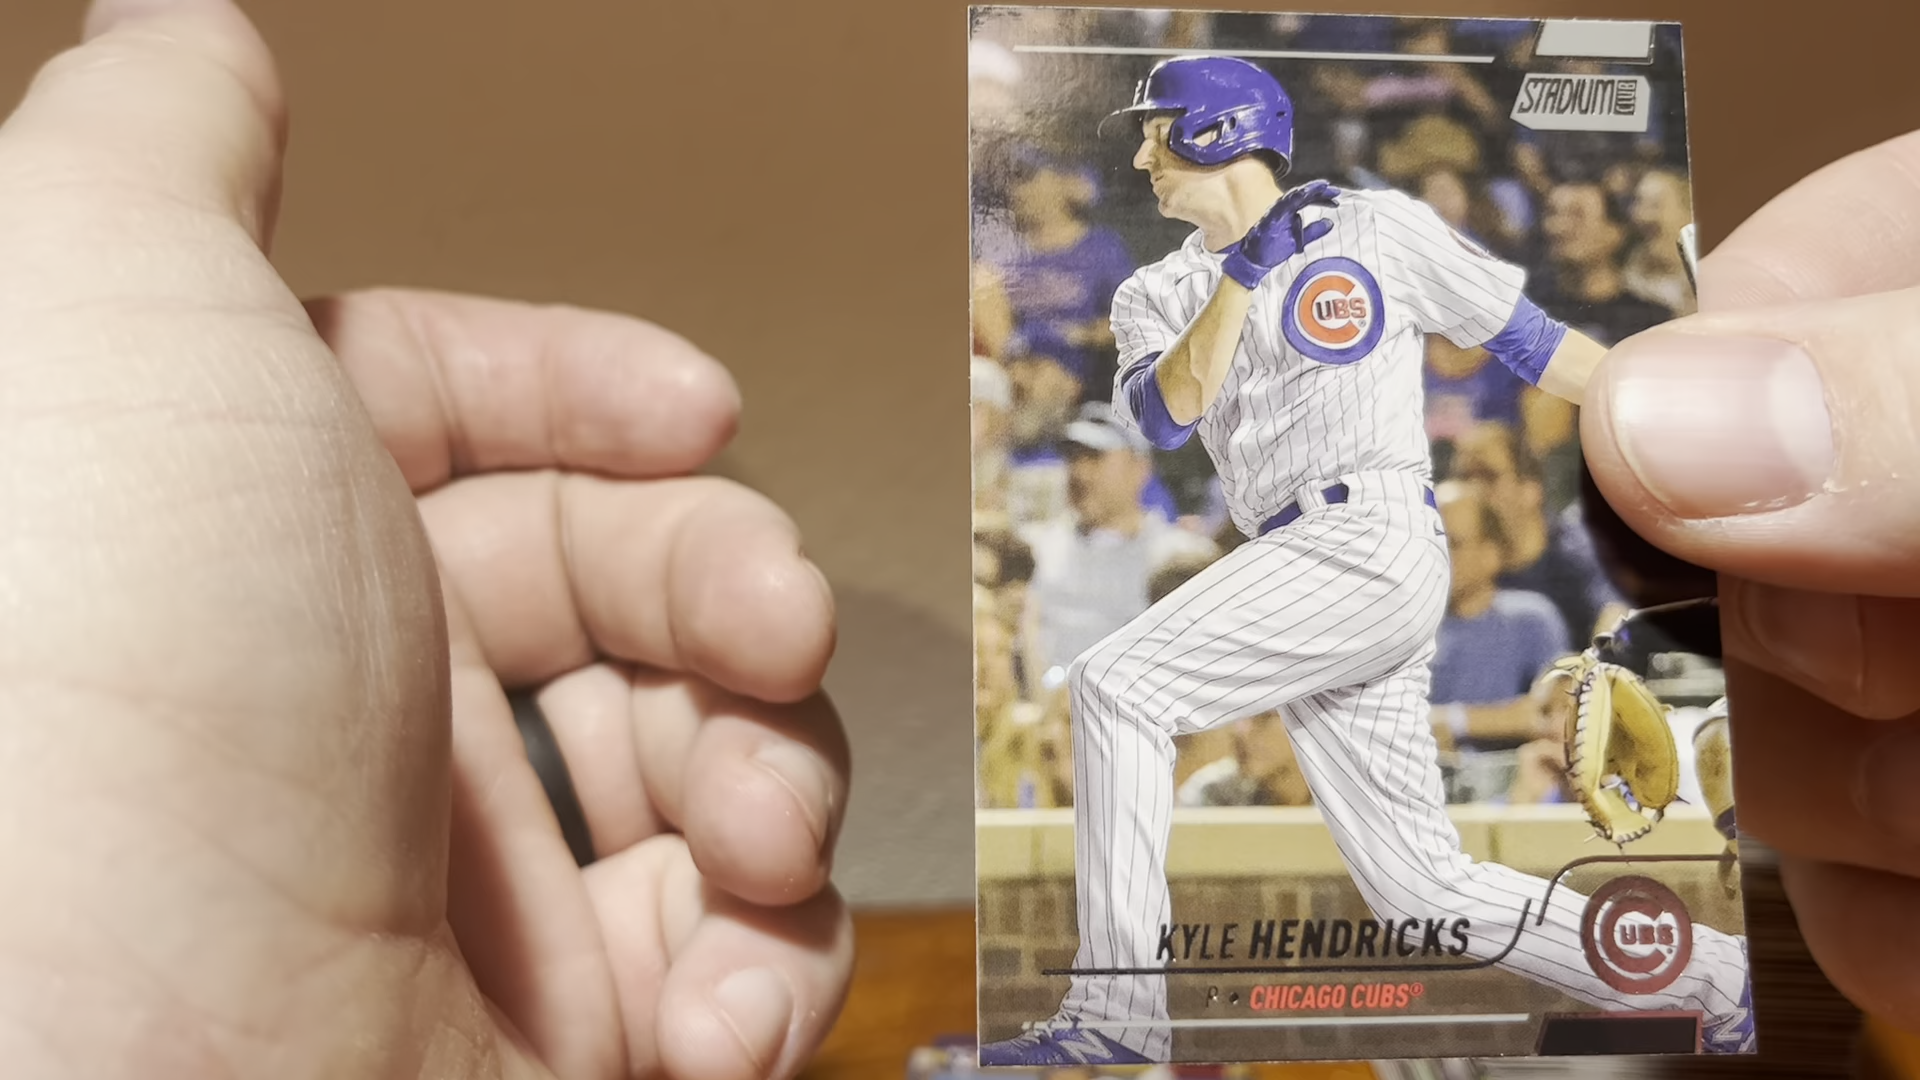 STADIUM CLUB
CUBS®
KYLE HENDRICKS
CUBS
P • CHICAGO CUBS®
N